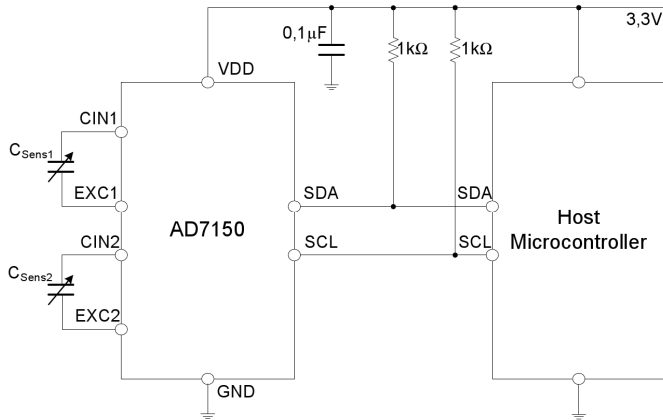 3,3V
0,1µF
1kΩ
1kΩ
VDD
CIN1
CSens1
EXC1
SDA
SDA
AD7150
Host
Microcontroller
CIN2
SCL
SCL
CSens2
EXC2
GND